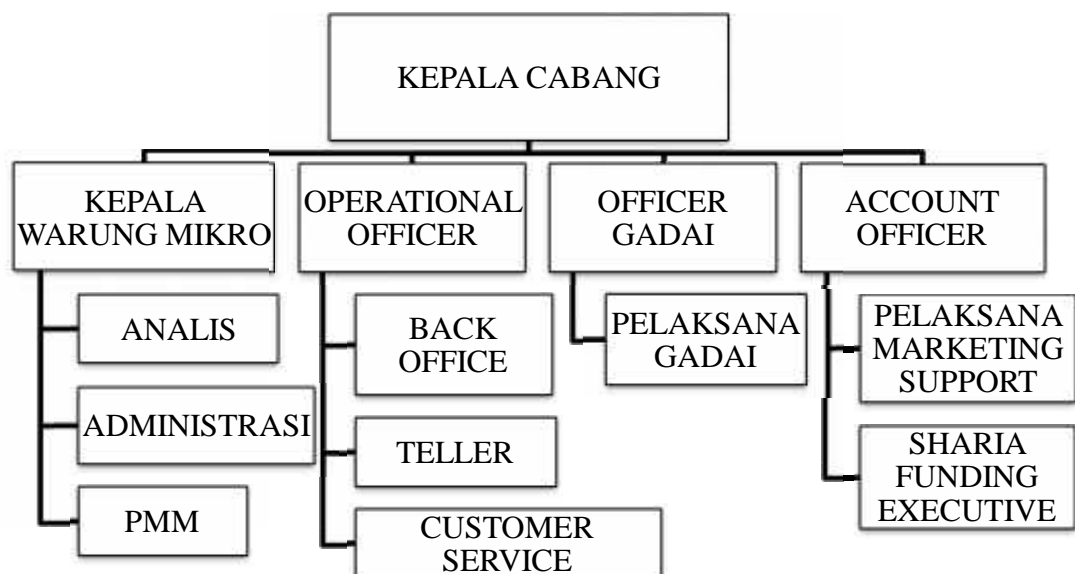 KEPALA CABANG
KEPALA
WARUNG MIKRO
OPERATIONAL
OFFICER
OFFICER
GADAI
ACCOUNT
OFFICER
ANALIS
ADMINISTRASI
PMM
BACK
OFFICE
TELLER
CUSTOMER
SERVICE
PELAKSANA
GADAI
PELAKSANA
MARKETING
SUPPORT
SHARIA
FUNDING
EXECUTIVE